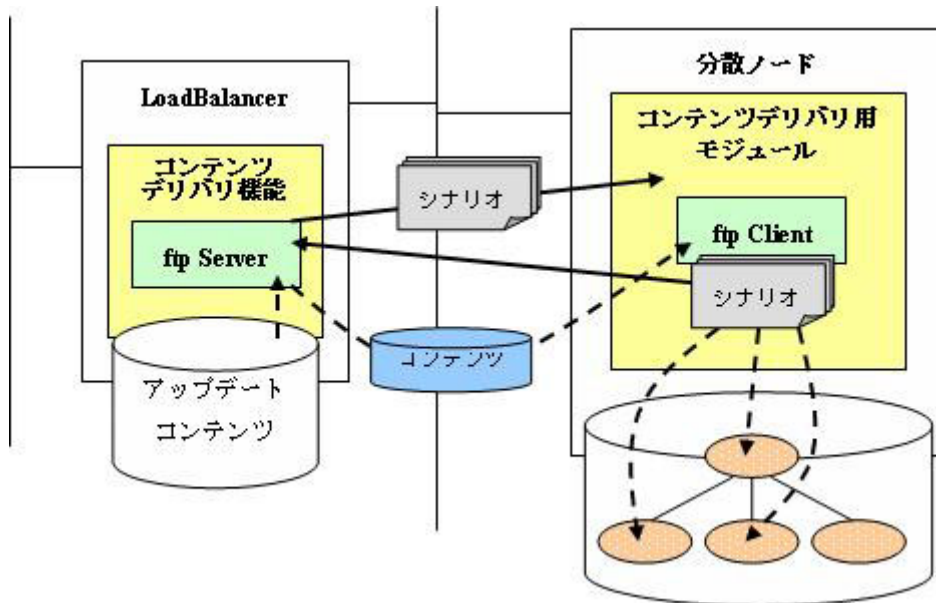 LoadBalancer
コンテンツ
デリバリ機能
ftp Server
アップデート
コンテンツ
シナリオ
コンテンツ
分散ノード
コンテンツデリバリ用
モジュール
ftp Client
シナリオ